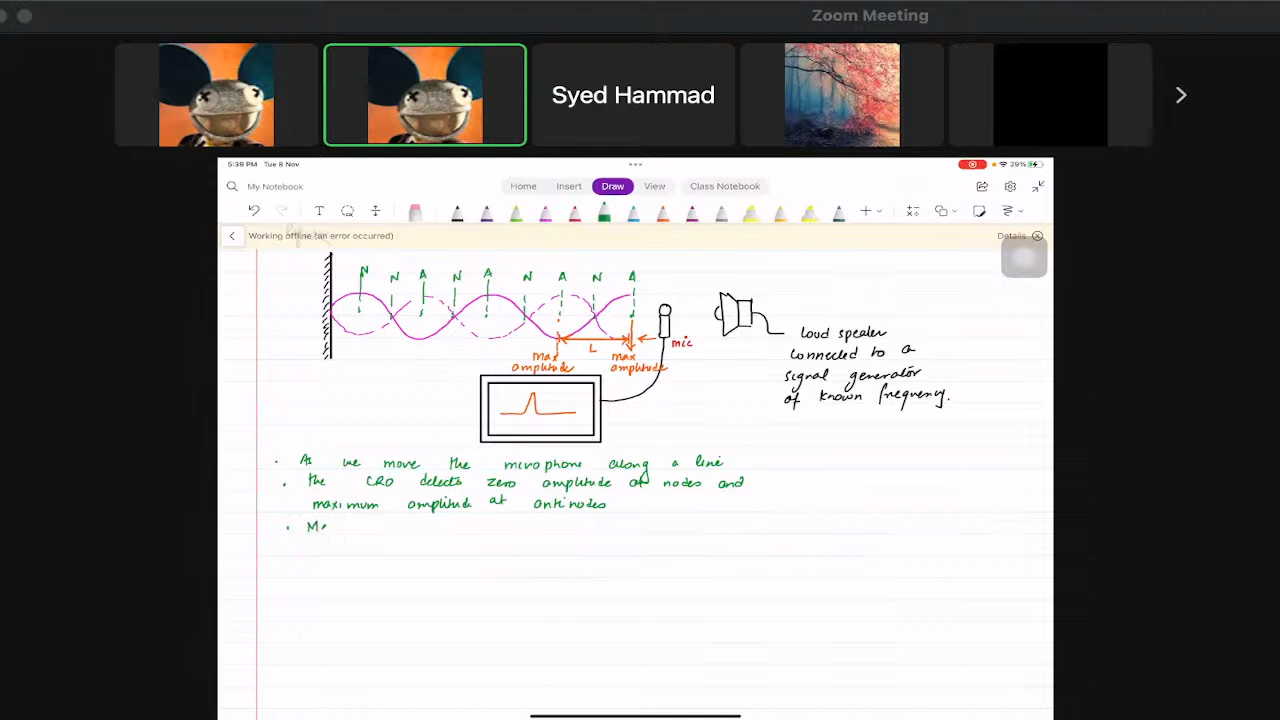 Zoom Meeting
Syed Hammad
5:39 PM Tue 8 Nov
29%
My Notebook
Home Insert Draw View Class Notebook
T
Working offline (an error occurred)
Details
N N A N A N A N A
L
mic
max
amplitude
max
amplitude
Loud speaker
connected to a
signal generator
of known frequency.
· As we move the microphone along a line
· the CRO detects zero amplitude at nodes and
maximum amplitude at antinodes